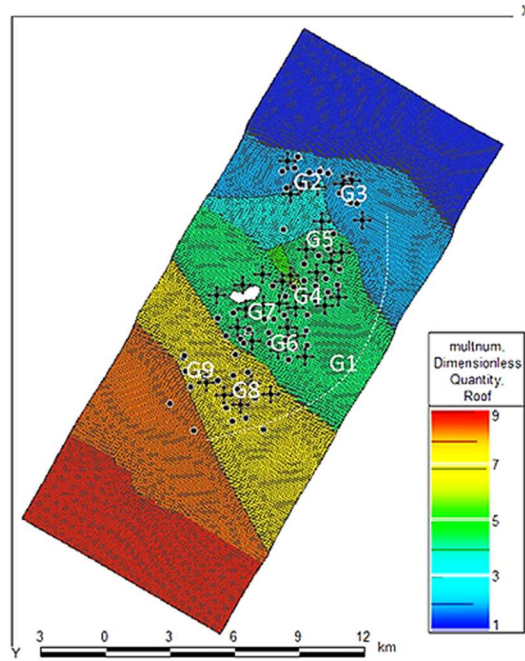 X
G2
G3
G5
G4
G7
G6
G1
G9
G8
multnum,
Dimensionless
Quantity,
Roof
9
7
5
3
1
Y
3 0 3 6 9 12 km